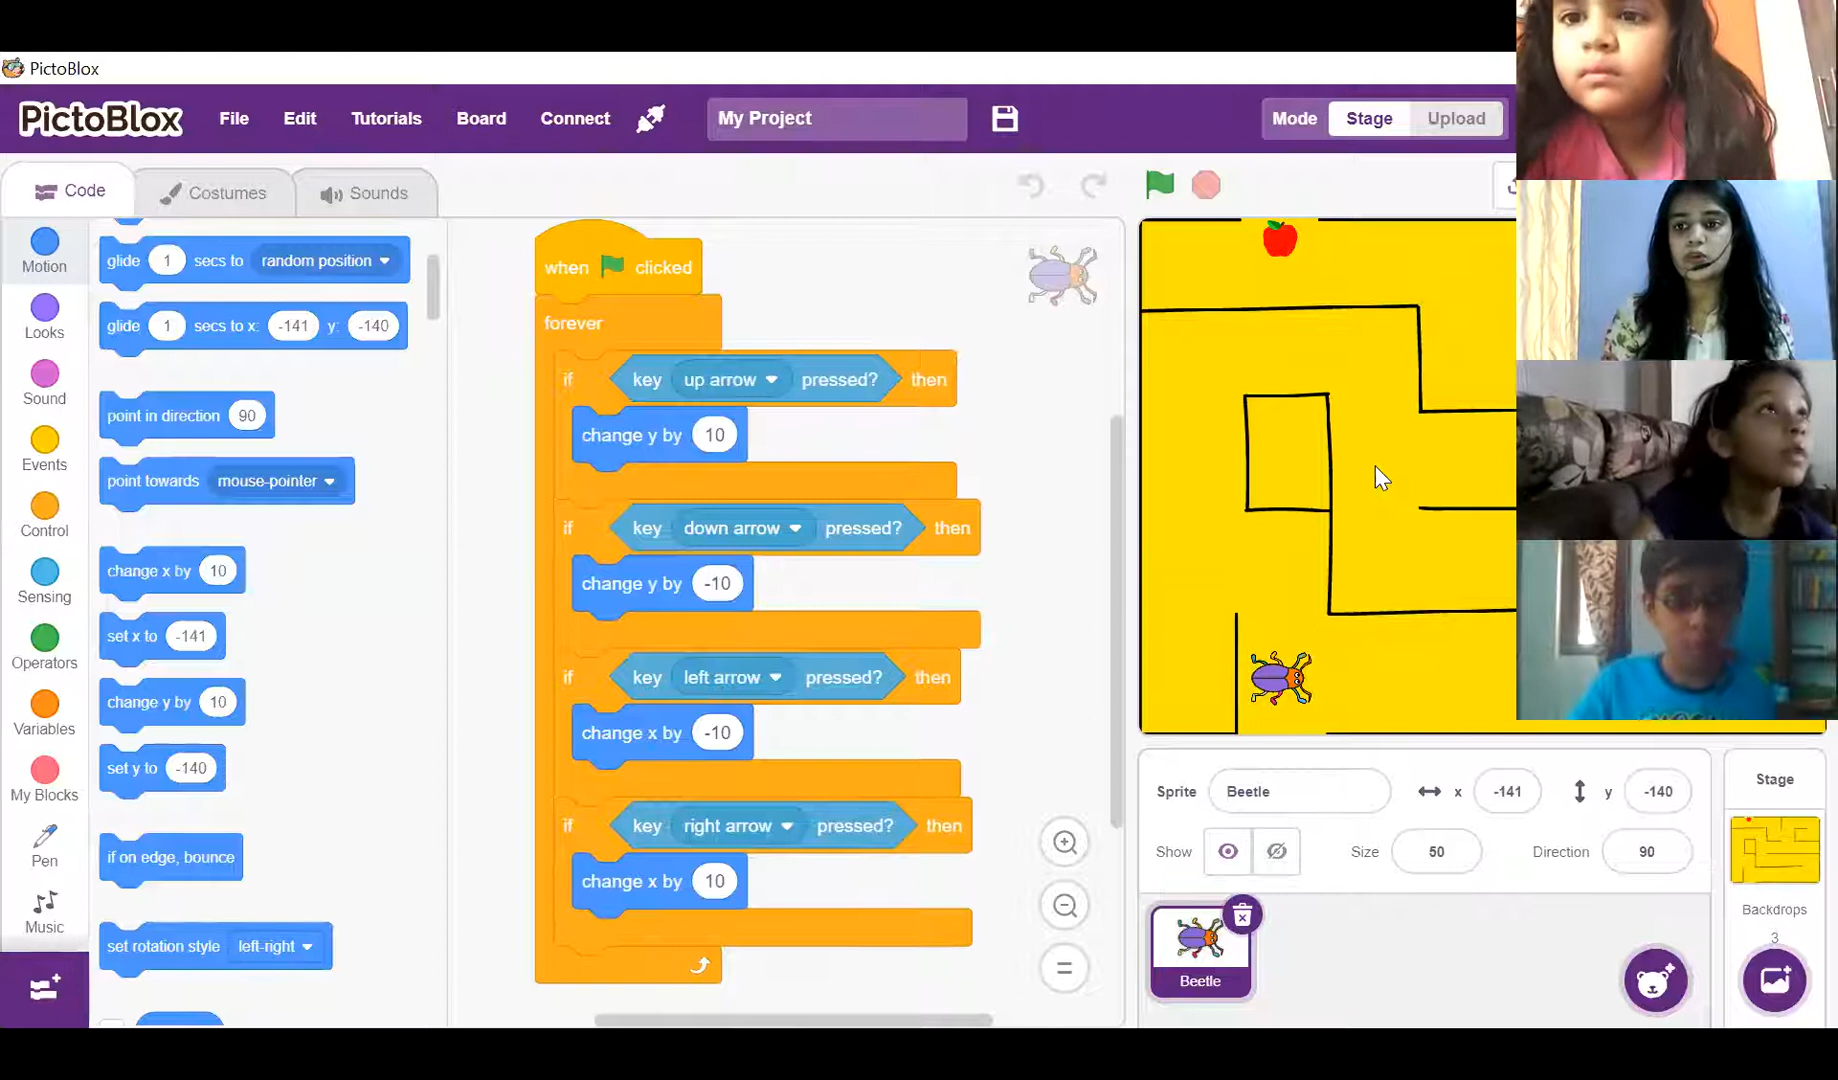 PictoBlox
PictoBlox File Edit Tutorials Board Connect My Project Mode Stage Upload
Code Costumes Sounds
Motion
Looks
Sound
Events
Control
Sensing
Operators
Variables
My Blocks
Pen
Music
glide 1 secs to random position
glide 1 secs to x: -141 y: -140
point in direction 90
point towards mouse-pointer
change x by 10
set x to -141
change y by 10
set y to -140
if on edge, bounce
set rotation style left-right
when clicked
forever
if key up arrow pressed? then
change y by 10
if key down arrow pressed? then
change y by -10
if key left arrow pressed? then
change x by -10
if key right arrow pressed? then
change x by 10
Sprite Beetle x -141 y -140
Show Size 50 Direction 90
Beetle
Stage
Backdrops
3